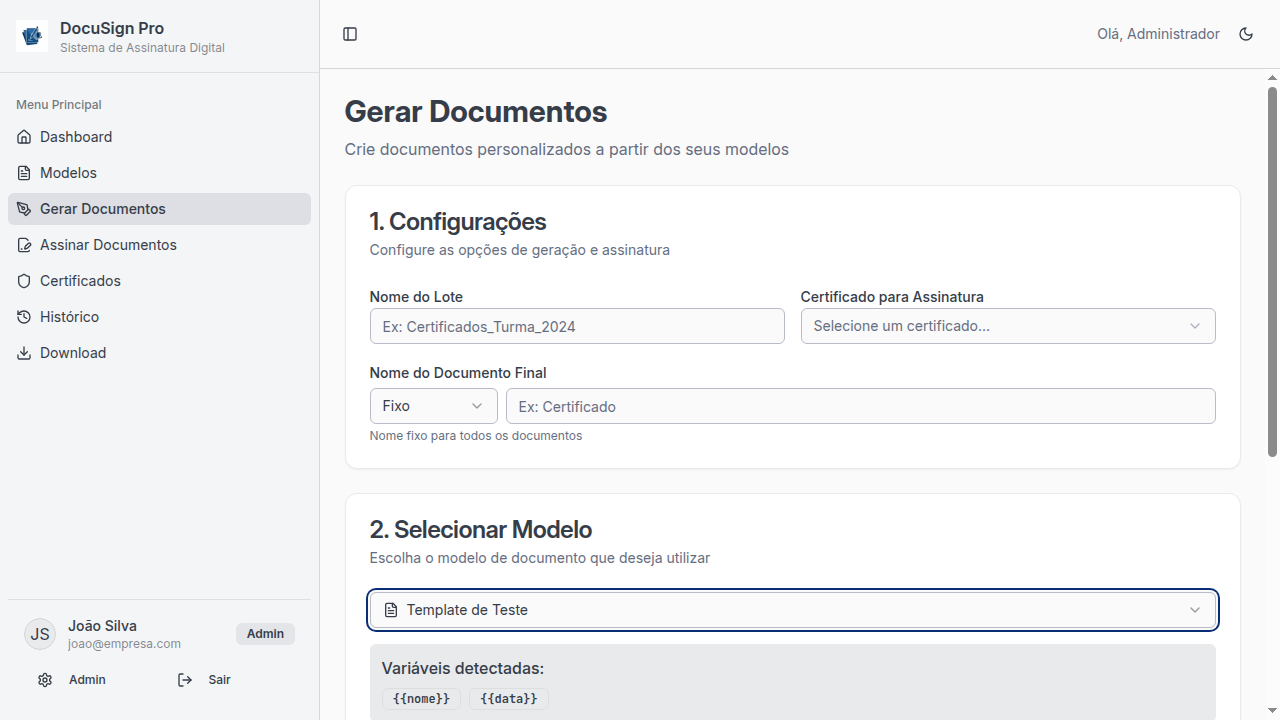 DocuSign Pro
Sistema de Assinatura Digital
Menu Principal
Dashboard
Modelos
Gerar Documentos
Assinar Documentos
Certificados
Histórico
Download
JS
João Silva
joao@empresa.com
Admin
Admin
Sair
Olá, Administrador
Gerar Documentos
Crie documentos personalizados a partir dos seus modelos
1. Configurações
Configure as opções de geração e assinatura
Nome do Lote
Ex: Certificados_Turma_2024
Certificado para Assinatura
Selecione um certificado...
Nome do Documento Final
Fixo
Ex: Certificado
Nome fixo para todos os documentos
2. Selecionar Modelo
Escolha o modelo de documento que deseja utilizar
Template de Teste
Variáveis detectadas:
{{nome}} {{data}}